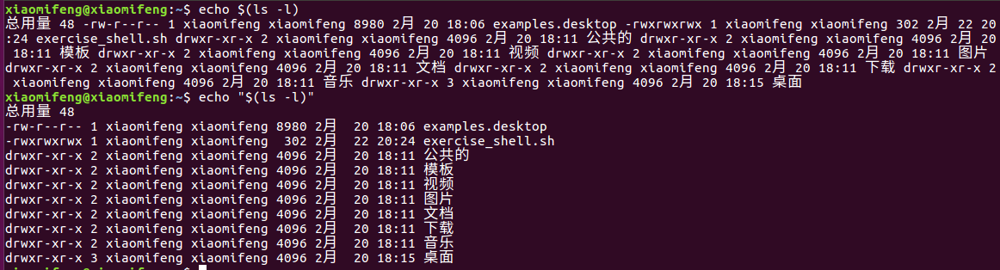 xiaomifeng@xiaomifeng:~$ echo $(ls -l)
总用量 48 -rw-r--r-- 1 xiaomifeng xiaomifeng 8980 2月 20 18:06 examples.desktop -rwxrwxrwx 1 xiaomifeng xiaomifeng 302 2月 22 20
:24 exercise_shell.sh drwxr-xr-x 2 xiaomifeng xiaomifeng 4096 2月 20 18:11 公共的 drwxr-xr-x 2 xiaomifeng xiaomifeng 4096 2月 20
18:11 模板 drwxr-xr-x 2 xiaomifeng xiaomifeng 4096 2月 20 18:11 视频 drwxr-xr-x 2 xiaomifeng xiaomifeng 4096 2月 20 18:11 图片
drwxr-xr-x 2 xiaomifeng xiaomifeng 4096 2月 20 18:11 文档 drwxr-xr-x 2 xiaomifeng xiaomifeng 4096 2月 20 18:11 下载 drwxr-xr-x 2
xiaomifeng xiaomifeng 4096 2月 20 18:11 音乐 drwxr-xr-x 3 xiaomifeng xiaomifeng 4096 2月 20 18:15 桌面
xiaomifeng@xiaomifeng:~$ echo "$(ls -l)"
总用量 48
-rw-r--r-- 1 xiaomifeng xiaomifeng 8980 2月  20 18:06 examples.desktop
-rwxrwxrwx 1 xiaomifeng xiaomifeng  302 2月  22 20:24 exercise_shell.sh
drwxr-xr-x 2 xiaomifeng xiaomifeng 4096 2月  20 18:11 公共的
drwxr-xr-x 2 xiaomifeng xiaomifeng 4096 2月  20 18:11 模板
drwxr-xr-x 2 xiaomifeng xiaomifeng 4096 2月  20 18:11 视频
drwxr-xr-x 2 xiaomifeng xiaomifeng 4096 2月  20 18:11 图片
drwxr-xr-x 2 xiaomifeng xiaomifeng 4096 2月  20 18:11 文档
drwxr-xr-x 2 xiaomifeng xiaomifeng 4096 2月  20 18:11 下载
drwxr-xr-x 2 xiaomifeng xiaomifeng 4096 2月  20 18:11 音乐
drwxr-xr-x 3 xiaomifeng xiaomifeng 4096 2月  20 18:15 桌面